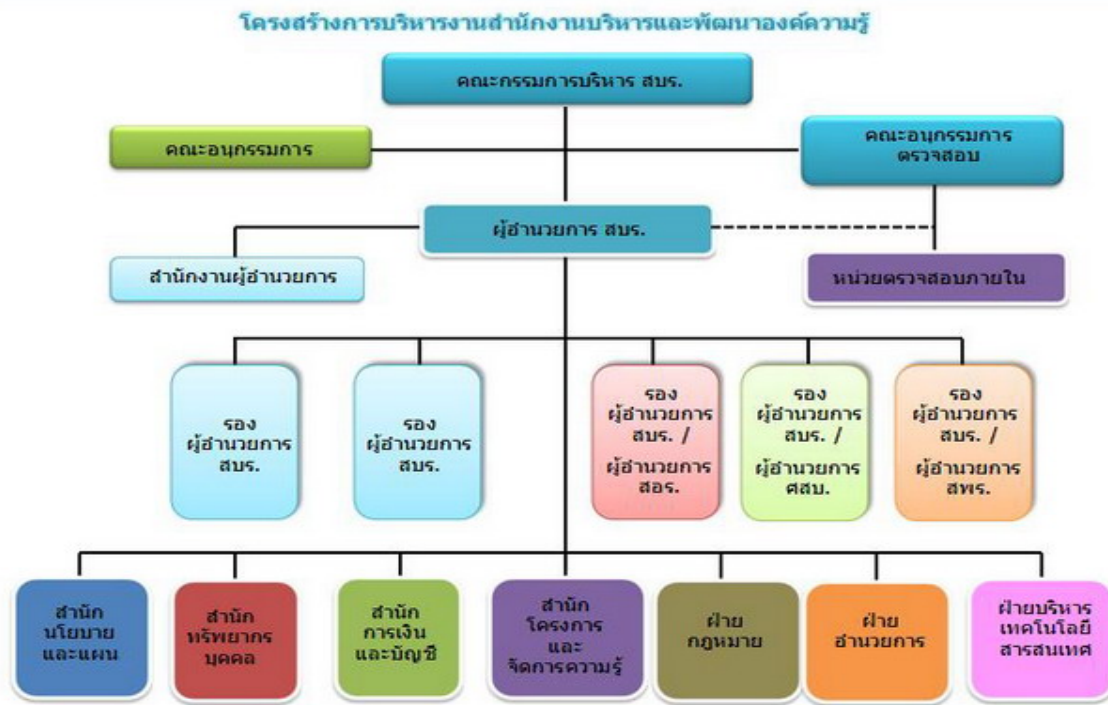 โครงสร้างการบริหารงานสำนักงานบริหารและพัฒนาองค์ความรู้
คณะกรรมการบริหาร สบร.
คณะอนุกรรมการ
คณะอนุกรรมการ
ตรวจสอบ
ผู้อำนวยการ สบร.
สำนักงานผู้อำนวยการ
หน่วยตรวจสอบภายใน
รอง
ผู้อำนวยการ
สบร.
รอง
ผู้อำนวยการ
สบร.
รอง
ผู้อำนวยการ
สบร. /
ผู้อำนวยการ
สอร.
รอง
ผู้อำนวยการ
สบร. /
ผู้อำนวยการ
ศสบ.
รอง
ผู้อำนวยการ
สบร. /
ผู้อำนวยการ
สพร.
สำนัก
นโยบาย
และแผน
สำนัก
ทรัพยากร
บุคคล
สำนัก
การเงิน
และบัญชี
สำนัก
โครงการ
และ
จัดการความรู้
ฝ่าย
กฎหมาย
ฝ่าย
อำนวยการ
ฝ่ายบริหาร
เทคโนโลยี
สารสนเทศ